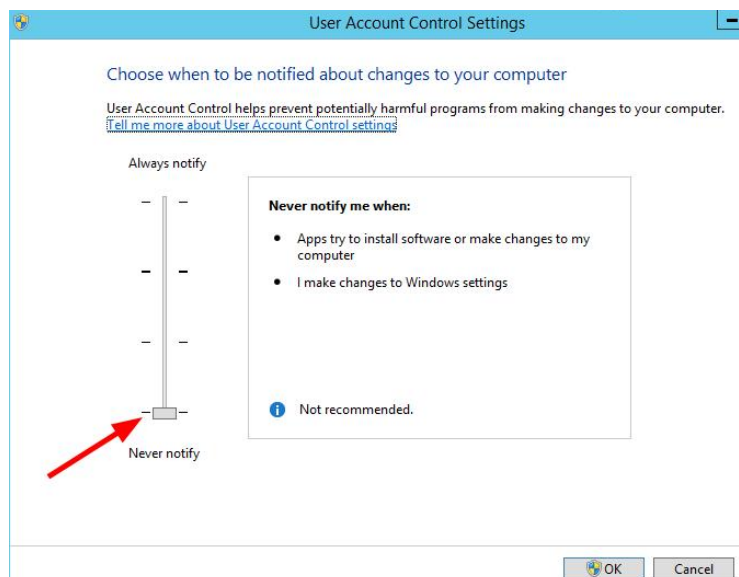 User Account Control Settings
Choose when to be notified about changes to your computer
User Account Control helps prevent potentially harmful programs from making changes to your computer.
Tell me more about User Account Control settings
Always notify
Never notify me when:
• Apps try to install software or make changes to my
computer
• I make changes to Windows settings
Not recommended.
Never notify
OK Cancel